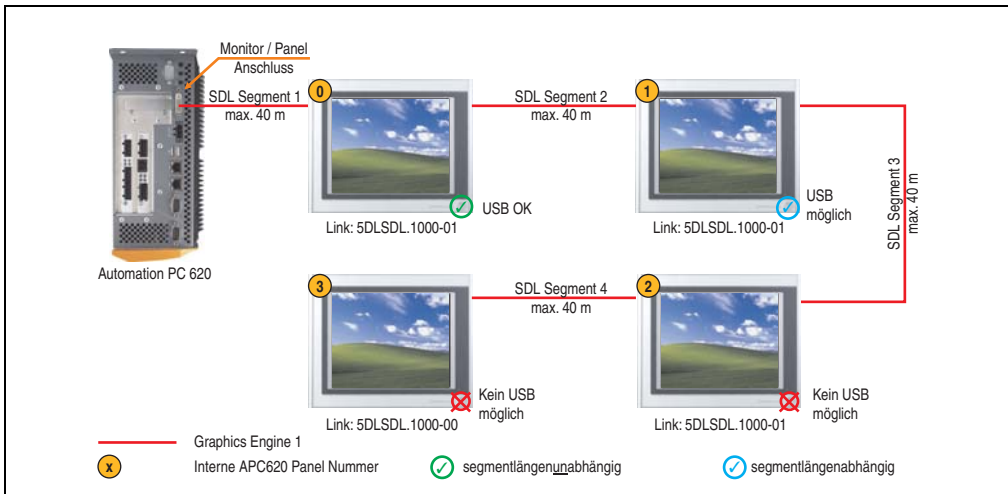 Monitor / Panel
Anschluss
SDL Segment 1
max. 40 m
0
SDL Segment 2
max. 40 m
1
SDL Segment 3
max. 40 m
USB OK
USB
möglich
Link: 5DLSDL.1000-01
Link: 5DLSDL.1000-01
Automation PC 620
3
SDL Segment 4
max. 40 m
2
Kein USB
möglich
Kein USB
möglich
Link: 5DLSDL.1000-00
Link: 5DLSDL.1000-01
Graphics Engine 1
x
Interne APC620 Panel Nummer
segmentlängenunabhängig
segmentlängenabhängig